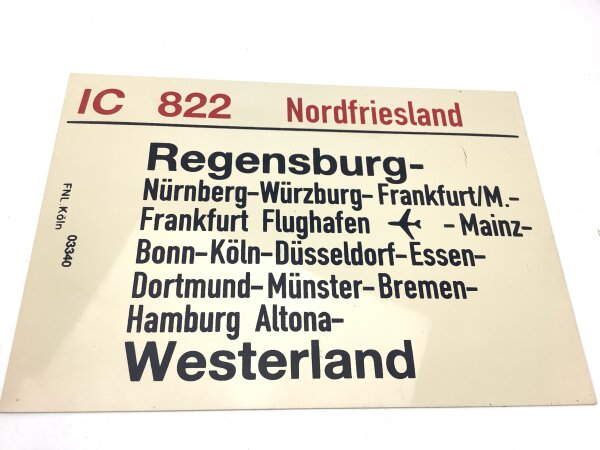 IC 822 Nordfriesland
Regensburg-
Nürnberg-Würzburg-Frankfurt/M.-
Frankfurt Flughafen ✈ -Mainz-
Bonn-Köln-Düsseldorf-Essen-
Dortmund-Münster-Bremen-
Hamburg Altona-
Westerland
FNL.:Köln 03340